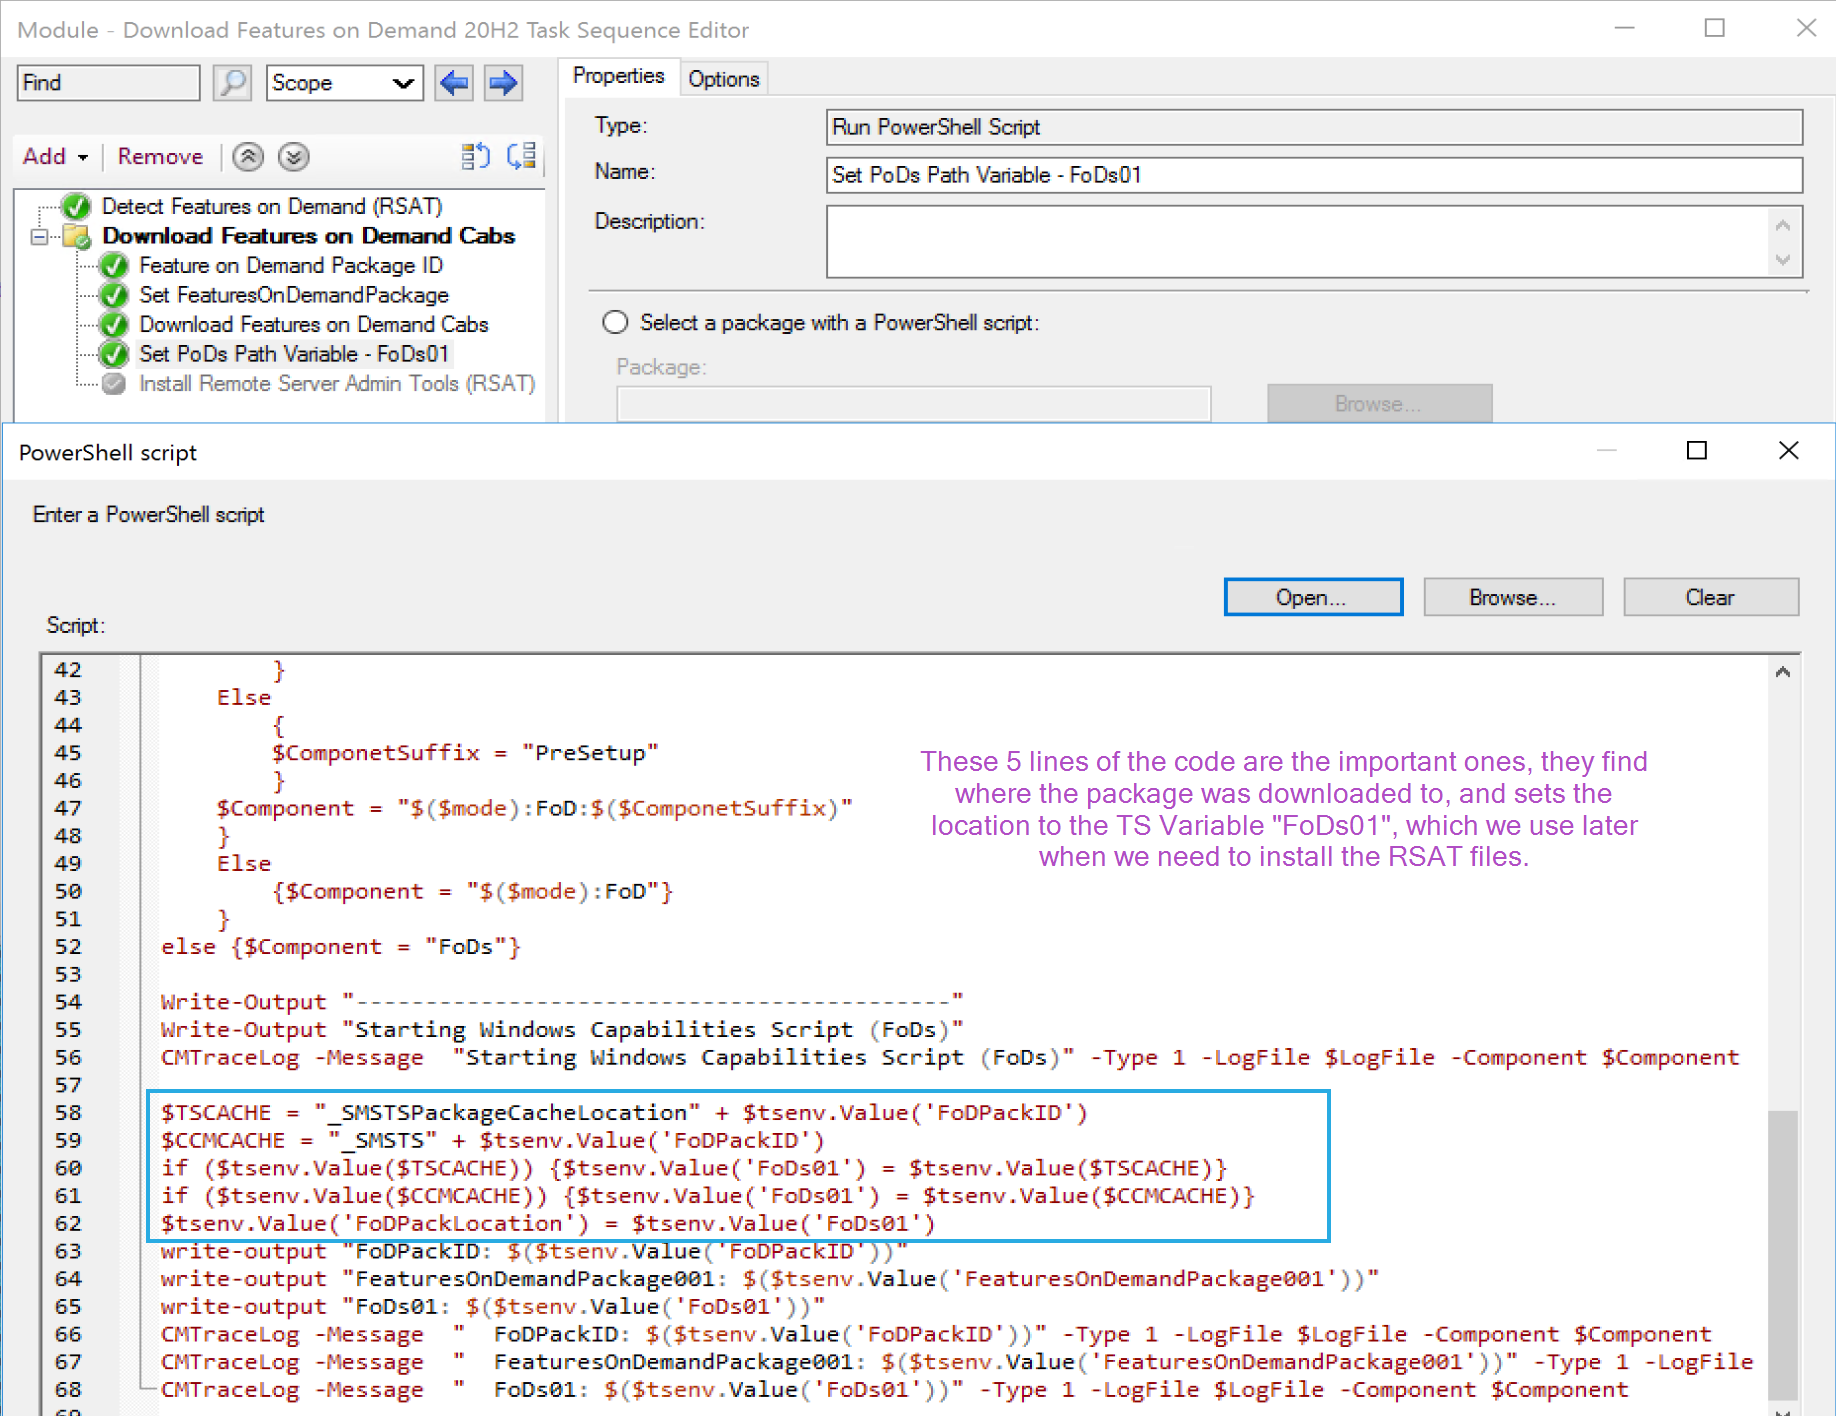 Module - Download Features on Demand 20H2 Task Sequence Editor
Find
Scope
Add
Remove
Detect Features on Demand (RSAT)
Download Features on Demand Cabs
Feature on Demand Package ID
Set FeaturesOnDemandPackage
Download Features on Demand Cabs
Set PoDs Path Variable - FoDs01
Install Remote Server Admin Tools (RSAT)
Properties
Options
Type:
Run PowerShell Script
Name:
Set PoDs Path Variable - FoDs01
Description:
Select a package with a PowerShell script:
Package:
Browse...
PowerShell script
Enter a PowerShell script
Open...
Browse...
Clear
Script:
42 }
43 Else
44 {
45 $ComponetSuffix = "PreSetup"
46 }
47 $Component = "$($mode):FoD:$($ComponetSuffix)"
48 }
49 Else
50 {$Component = "$($mode):FoD"}
51 }
52 else {$Component = "FoDs"}
53
54 Write-Output "-------------------------------------------"
55 Write-Output "Starting Windows Capabilities Script (FoDs)"
56 CMTraceLog -Message  "Starting Windows Capabilities Script (FoDs)" -Type 1 -LogFile $LogFile -Component $Component
57
58 $TSCACHE = "_SMSTSPackageCacheLocation" + $tsenv.Value('FoDPackID')
59 $CCMCACHE = "_SMSTS" + $tsenv.Value('FoDPackID')
60 if ($tsenv.Value($TSCACHE)) {$tsenv.Value('FoDs01') = $tsenv.Value($TSCACHE)}
61 if ($tsenv.Value($CCMCACHE)) {$tsenv.Value('FoDs01') = $tsenv.Value($CCMCACHE)}
62 $tsenv.Value('FoDPackLocation') = $tsenv.Value('FoDs01')
63 write-output "FoDPackID: $($tsenv.Value('FoDPackID'))"
64 write-output "FeaturesOnDemandPackage001: $($tsenv.Value('FeaturesOnDemandPackage001'))"
65 write-output "FoDs01: $($tsenv.Value('FoDs01'))"
66 CMTraceLog -Message  "  FoDPackID: $($tsenv.Value('FoDPackID'))" -Type 1 -LogFile $LogFile -Component $Component
67 CMTraceLog -Message  "  FeaturesOnDemandPackage001: $($tsenv.Value('FeaturesOnDemandPackage001'))" -Type 1 -LogFile
68 CMTraceLog -Message  "  FoDs01: $($tsenv.Value('FoDs01'))" -Type 1 -LogFile $LogFile -Component $Component
69
These 5 lines of the code are the important ones, they find
where the package was downloaded to, and sets the
location to the TS Variable "FoDs01", which we use later
when we need to install the RSAT files.